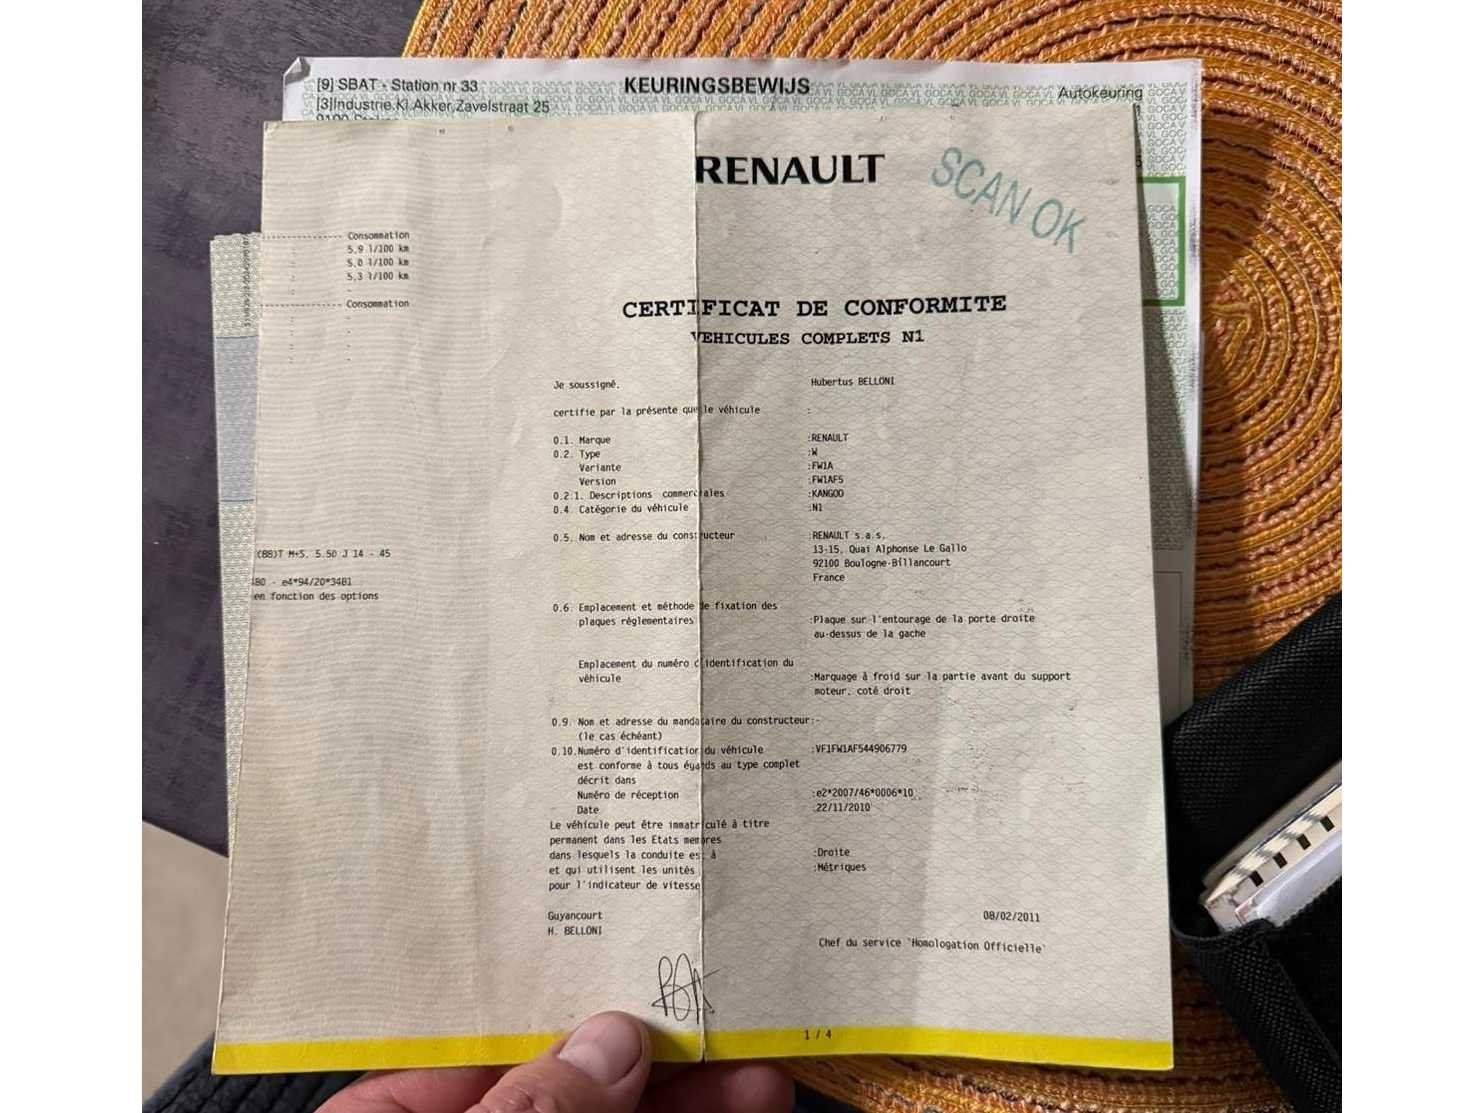 [9] SBAT - Station nr 33
KEURINGSBEWIJS
Autokeuring
[3]Industrie.Kl.Akker,Zavelstraat 25
RENAULT
SCAN OK
Consommation
5,9 l/100 km
5,0 l/100 km
5,3 l/100 km
Consommation
(88)T M+S. 5.50 J 14 - 45
480 - e4*94/20*3481
en fonction des options
CERTIFICAT DE CONFORMITE
VEHICULES COMPLETS N1
Je soussigné, Hubertus BELLONI
certifie par la présente que le véhicule :
0.1. Marque :RENAULT
0.2. Type :W
Variante :FW1A
Version :FW1AF5
0.2.1. Descriptions commerciales :KANGOO
0.4. Catégorie du véhicule :N1
0.5. Nom et adresse du constructeur :RENAULT s.a.s.
13-15, Quai Alphonse Le Gallo
92100 Boulogne-Billancourt
France
0.6. Emplacement et méthode de fixation des
plaques réglementaires :Plaque sur l'entourage de la porte droite
au-dessus de la gache
Emplacement du numéro d'identification du
véhicule :Marquage à froid sur la partie avant du support
moteur, coté droit
0.9. Nom et adresse du mandataire du constructeur:-
(le cas échéant)
0.10.Numéro d'identification du véhicule :VF1FW1AF544906779
est conforme à tous égards au type complet
décrit dans
Numéro de réception :e2*2007/46*0006*10
Date :22/11/2010
Le véhicule peut être immatriculé à titre
permanent dans les Etats membres
dans lesquels la conduite est à :Droite
et qui utilisent les unités :Métriques
pour l'indicateur de vitesse
Guyancourt 08/02/2011
H. BELLONI
Chef du service 'Homologation Officielle'
1 / 4